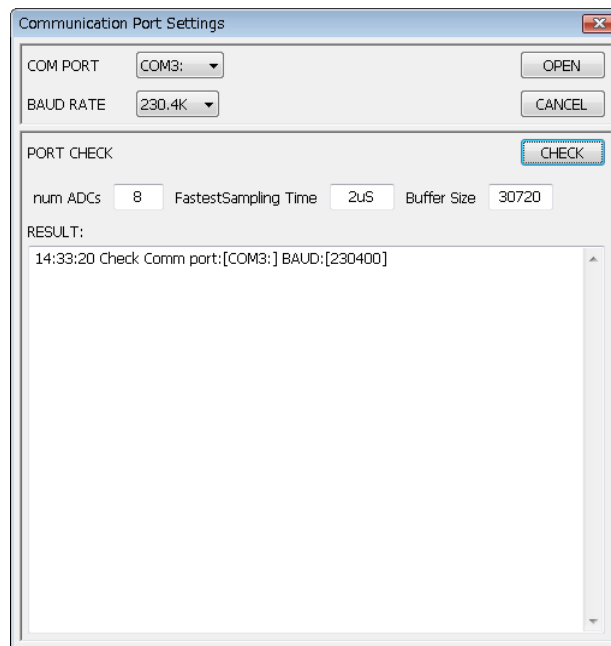 Communication Port Settings
COM PORT COM3: OPEN
BAUD RATE 230.4K CANCEL
PORT CHECK CHECK
num ADCs 8 FastestSampling Time 2uS Buffer Size 30720
RESULT:
14:33:20 Check Comm port:[COM3:] BAUD:[230400]